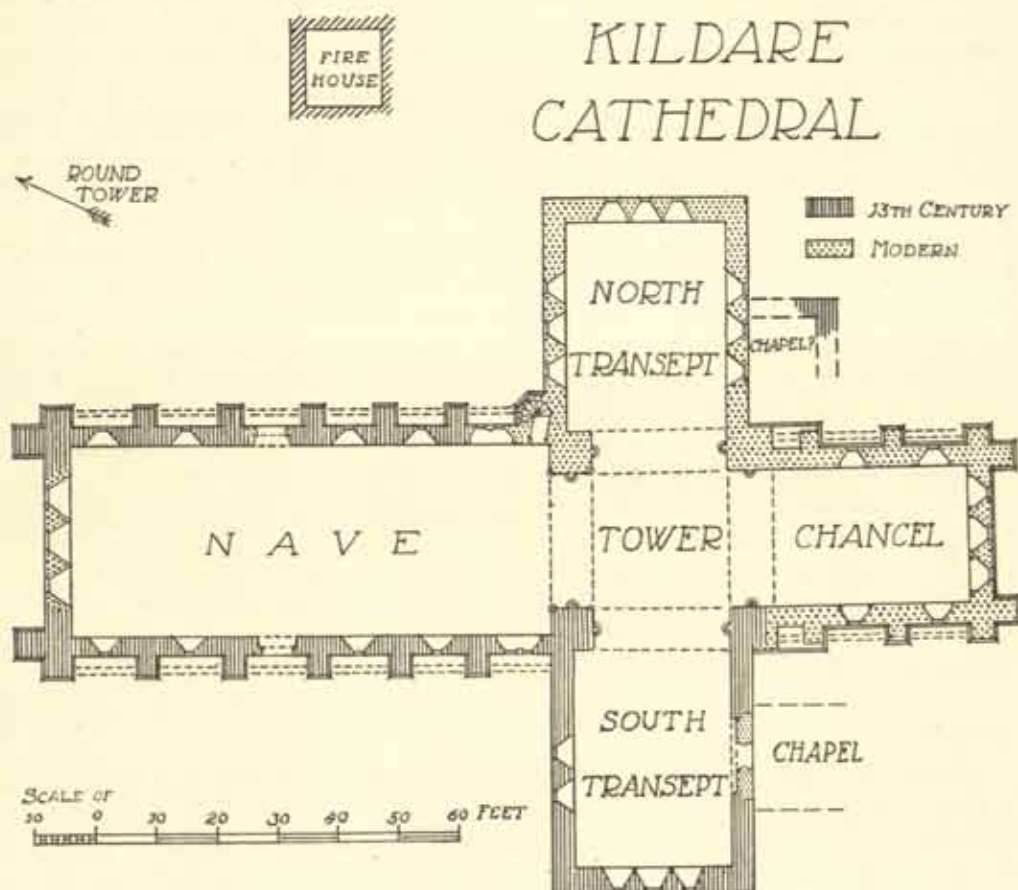 KILDARE
CATHEDRAL
FIRE
HOUSE
ROUND
TOWER
13TH CENTURY
MODERN
NORTH
TRANSEPT
CHAPEL?
NAVE
TOWER
CHANCEL
SOUTH
TRANSEPT
CHAPEL
SCALE OF
10 0 10 20 30 40 50 60 FEET